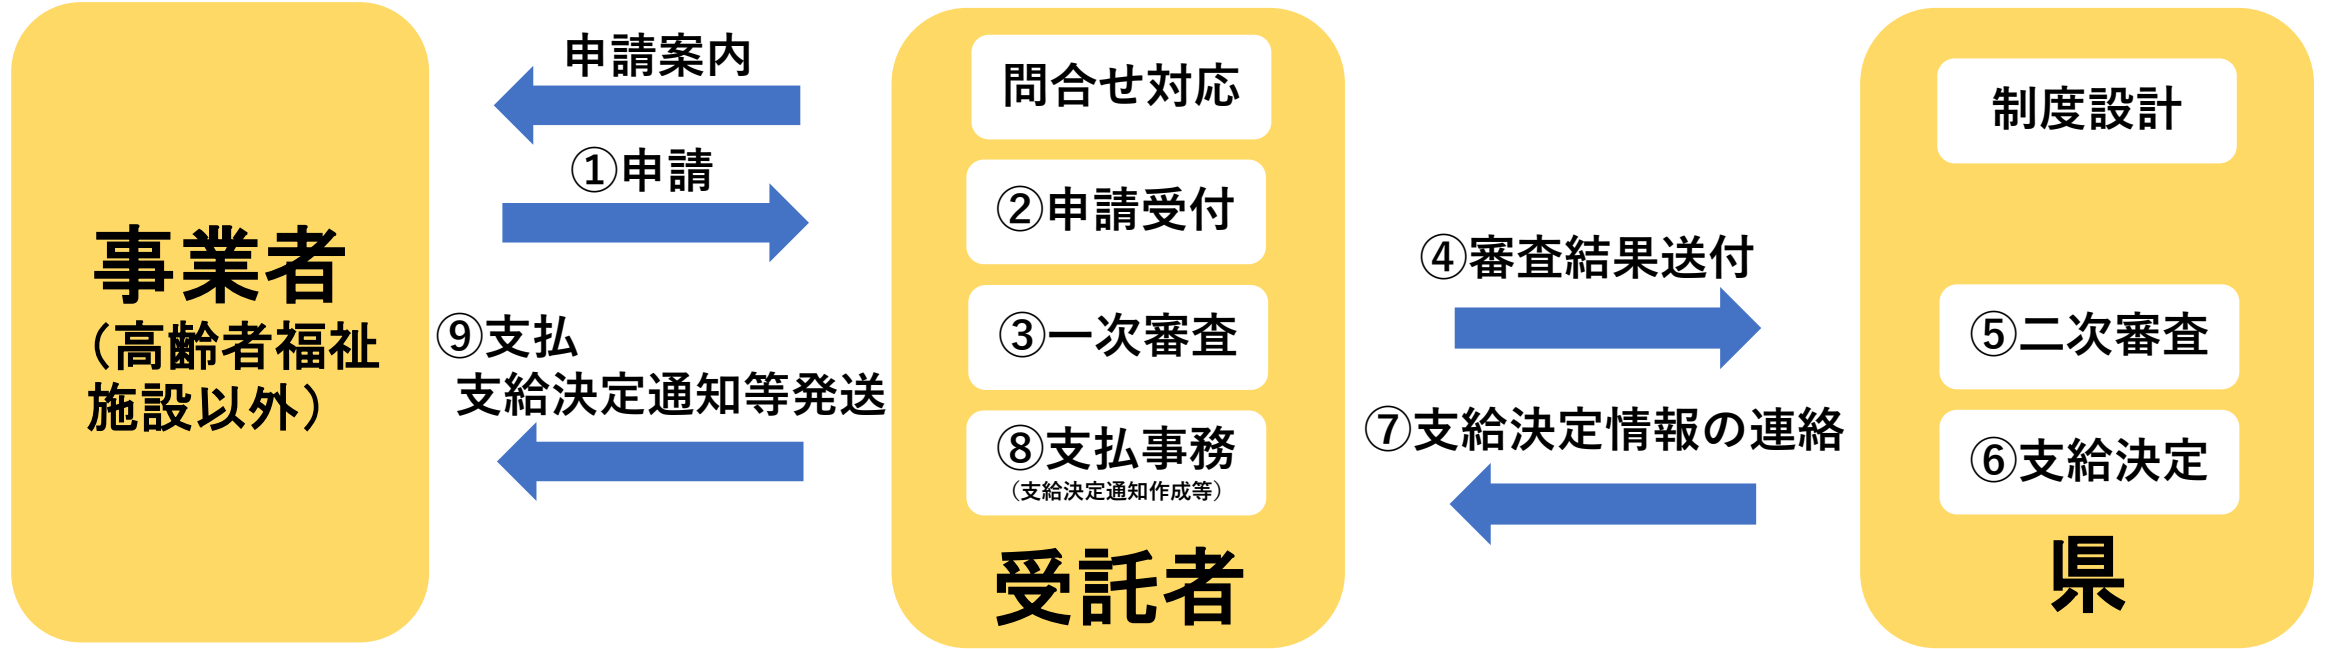 事業者
（高齢者福祉
施設以外）
申請案内
①申請
⑨支払
支給決定通知等発送
問合せ対応
②申請受付
③一次審査
⑧支払事務
（支給決定通知作成等）
受託者
④審査結果送付
⑦支給決定情報の連絡
制度設計
⑤二次審査
⑥支給決定
県